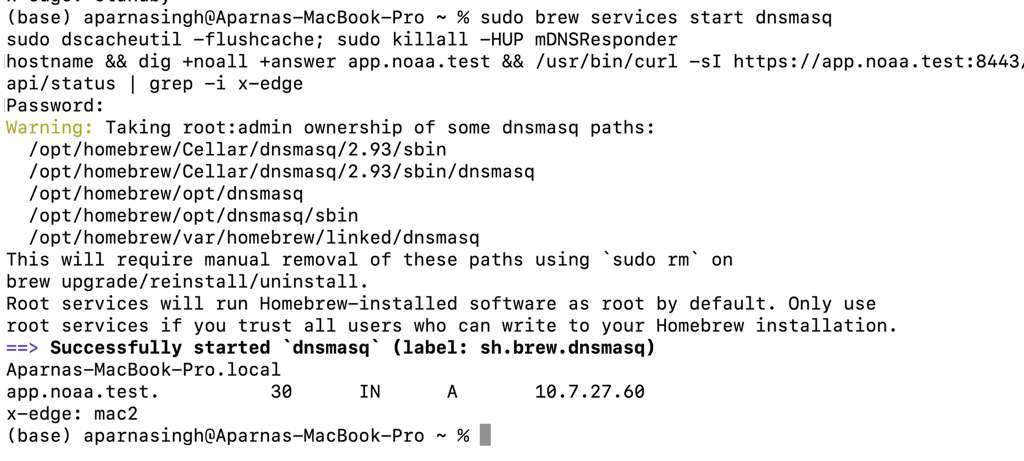 x-edge: standby
(base) aparnasingh@Aparnas-MacBook-Pro ~ % sudo brew services start dnsmasq
sudo dscacheutil -flushcache; sudo killall -HUP mDNSResponder
hostname && dig +noall +answer app.noaa.test && /usr/bin/curl -sI https://app.noaa.test:8443/
api/status | grep -i x-edge
Password:
Warning: Taking root:admin ownership of some dnsmasq paths:
  /opt/homebrew/Cellar/dnsmasq/2.93/sbin
  /opt/homebrew/Cellar/dnsmasq/2.93/sbin/dnsmasq
  /opt/homebrew/opt/dnsmasq
  /opt/homebrew/opt/dnsmasq/sbin
  /opt/homebrew/var/homebrew/linked/dnsmasq
This will require manual removal of these paths using `sudo rm` on
brew upgrade/reinstall/uninstall.
Root services will run Homebrew-installed software as root by default. Only use
root services if you trust all users who can write to your Homebrew installation.
==> Successfully started `dnsmasq` (label: sh.brew.dnsmasq)
Aparnas-MacBook-Pro.local
app.noaa.test.		30	IN	A	10.7.27.60
x-edge: mac2
(base) aparnasingh@Aparnas-MacBook-Pro ~ %